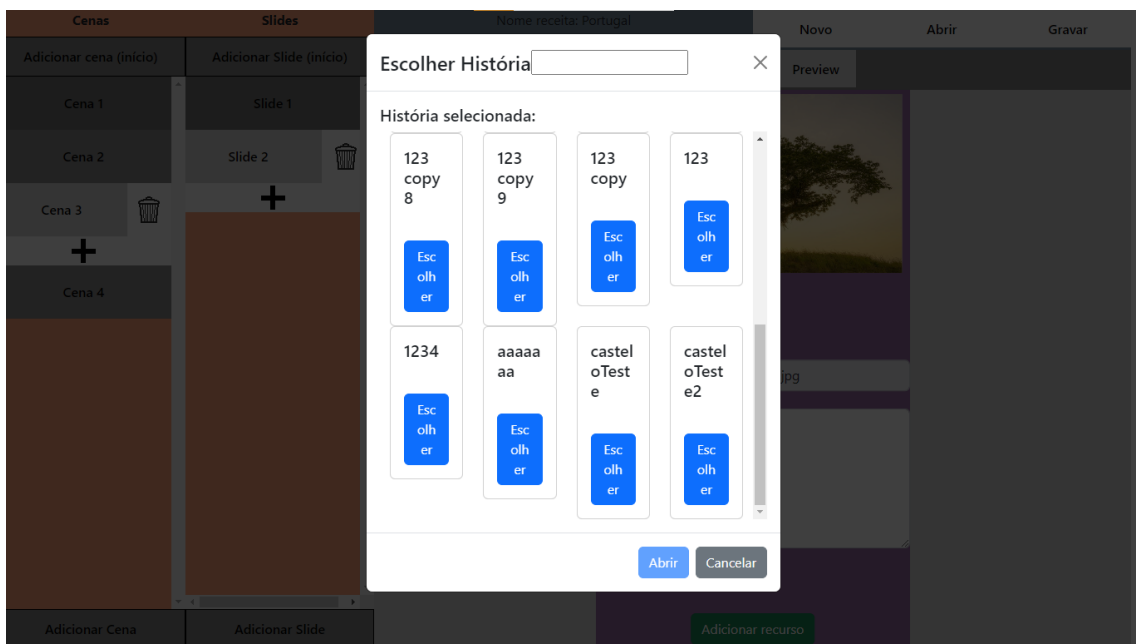 Cenas
Slides
Nome receita: Portugal
Novo
Abrir
Gravar
Adicionar cena (início)
Adicionar Slide (início)
Preview
Cena 1
Slide 1
Cena 2
Slide 2
Cena 3
Cena 4
Escolher História
História selecionada:
123
copy
8
Esc
olh
er
123
copy
9
Esc
olh
er
123
copy
Esc
olh
er
123
Esc
olh
er
1234
Esc
olh
er
aaaaa
aa
Esc
olh
er
castel
oTest
e
Esc
olh
er
castel
oTest
e2
Esc
olh
er
jpg
Abrir
Cancelar
Adicionar Cena
Adicionar Slide
Adicionar recurso